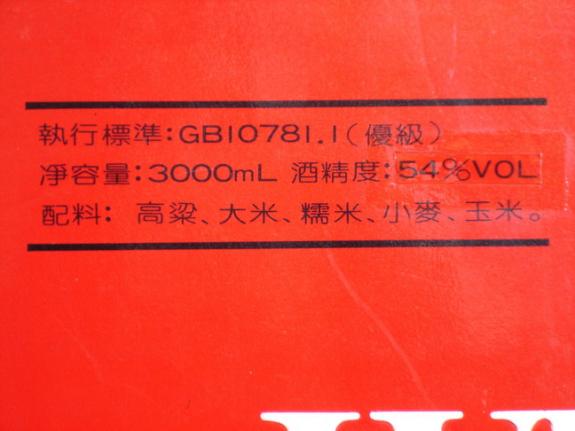 執行標準:GB10781.1(優級)
凈容量:3000mL 酒精度:54%VOL
配料: 高粱、大米、糯米、小麥、玉米。